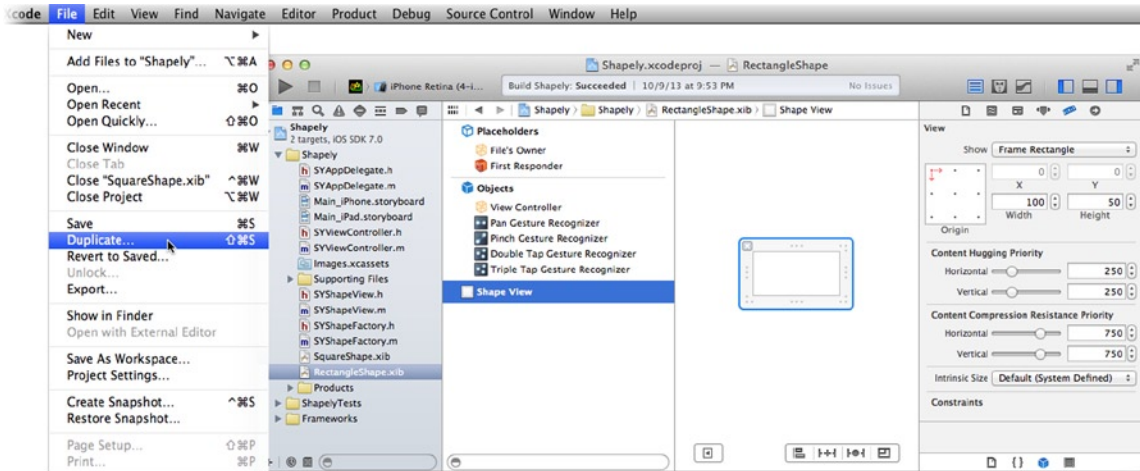 Xcode File Edit View Find Navigate Editor Product Debug Source Control Window Help
New
Add Files to "Shapely"... ⌥⌘A
Open... ⌘O
Open Recent
Open Quickly... ⇧⌘O
Close Window ⌘W
Close Tab
Close "SquareShape.xib" ^⌘W
Close Project ⌥⌘W
Save ⌘S
Duplicate... ⇧⌘S
Revert to Saved...
Unlock...
Export...
Show in Finder
Open with External Editor
Save As Workspace...
Project Settings...
Create Snapshot... ^⌘S
Restore Snapshot...
Page Setup... ⇧⌘P
Print... ⌘P
Shapely.xcodeproj — RectangleShape
iPhone Retina (4-i...
Build Shapely: Succeeded | 10/9/13 at 9:53 PM
No Issues
Shapely
2 targets, iOS SDK 7.0
Shapely
h SYAppDelegate.h
m SYAppDelegate.m
Main_iPhone.storyboard
Main_iPad.storyboard
h SYViewController.h
m SYViewController.m
Images.xcassets
Supporting Files
h SYShapeView.h
m SYShapeView.m
h SYShapeFactory.h
m SYShapeFactory.m
SquareShape.xib
RectangleShape.xib
Products
ShapelyTests
Frameworks
Shapely Shapely RectangleShape.xib Shape View
Placeholders
File's Owner
First Responder
Objects
View Controller
Pan Gesture Recognizer
Pinch Gesture Recognizer
Double Tap Gesture Recognizer
Triple Tap Gesture Recognizer
Shape View
View
Show Frame Rectangle
0 0
X Y
100 50
Width Height
Origin
Content Hugging Priority
Horizontal 250
Vertical 250
Content Compression Resistance Priority
Horizontal 750
Vertical 750
Intrinsic Size Default (System Defined)
Constraints
{}